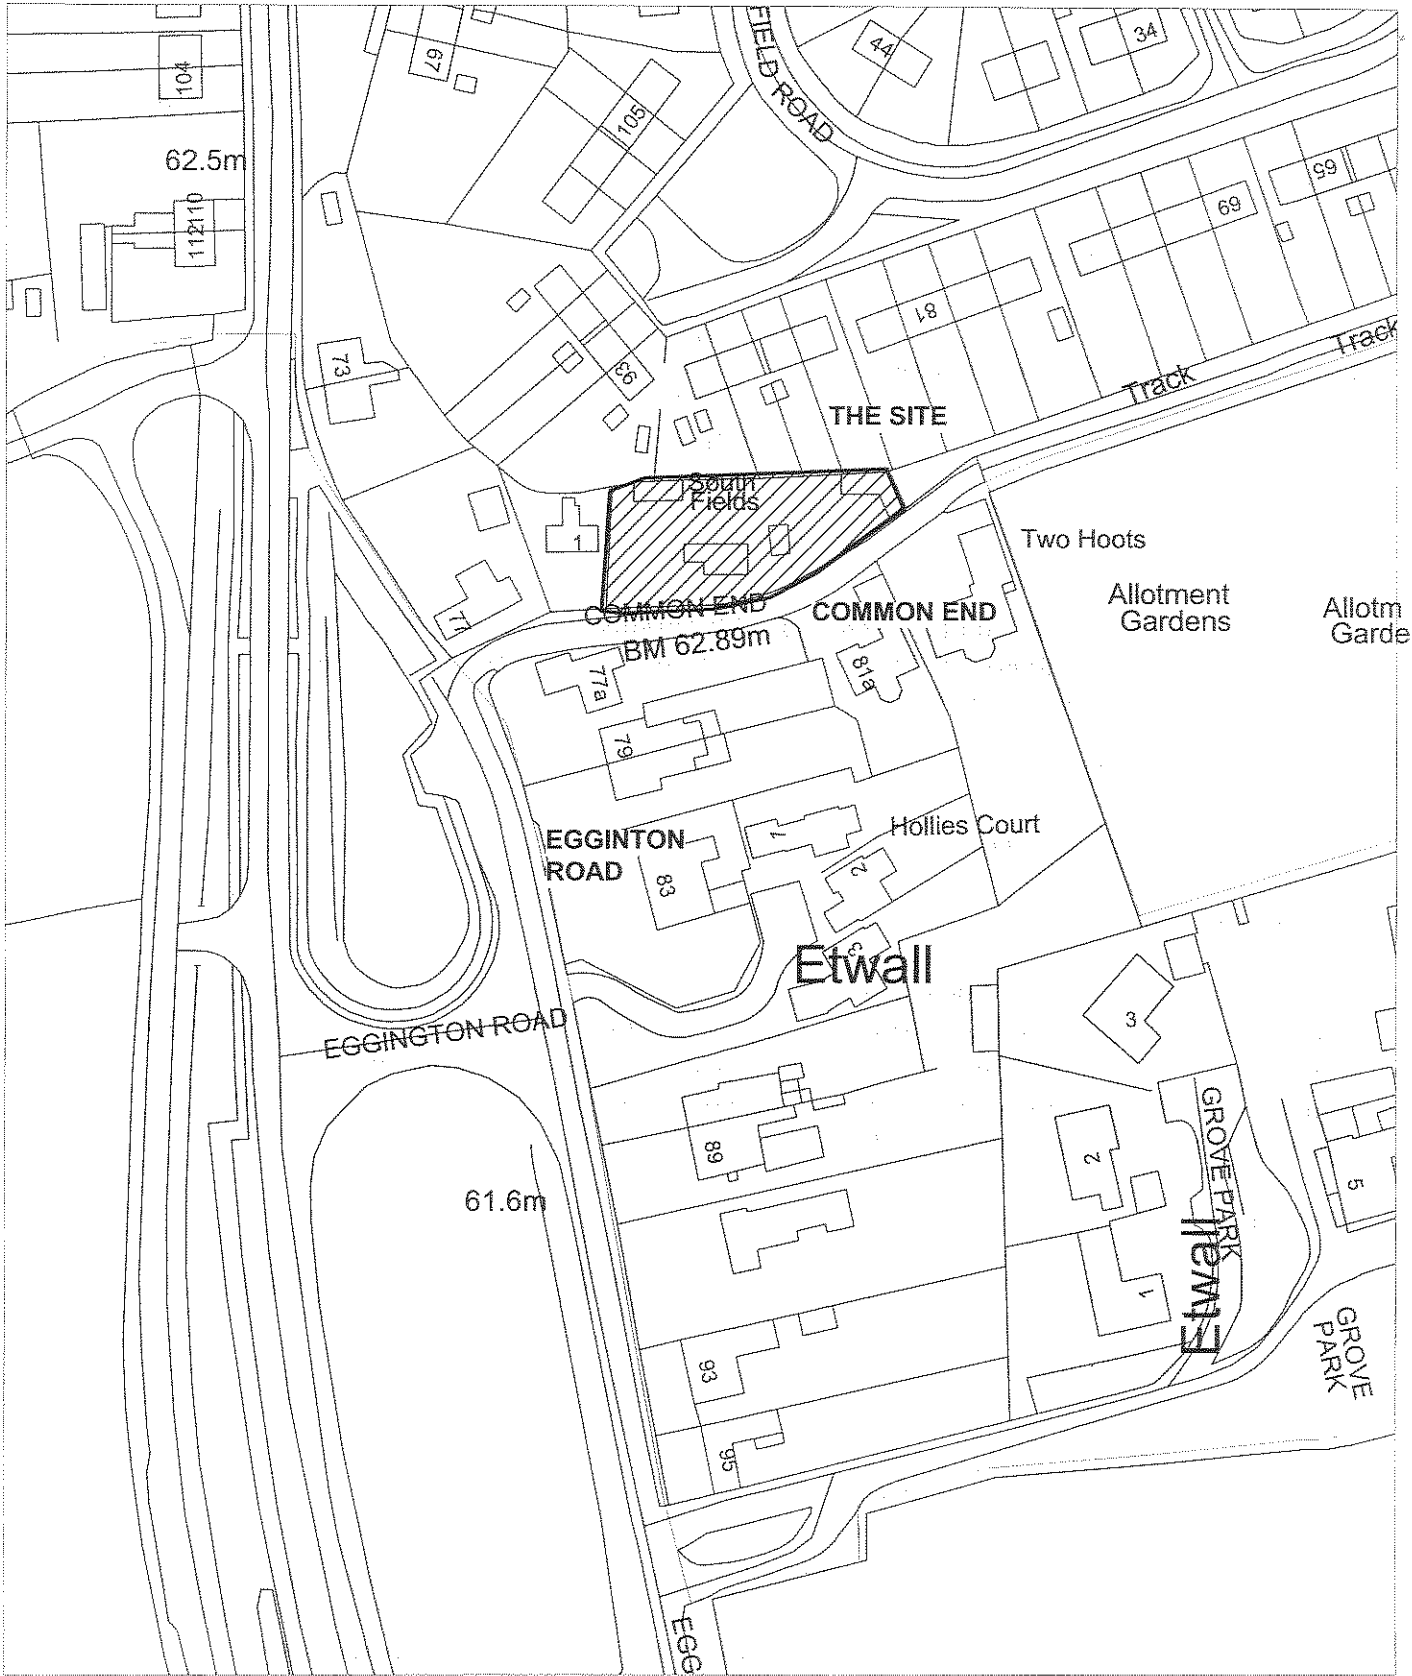 FIELD ROAD
44
34
67
104
105
62.5m
65
69
112
110
81
73
93
Track
Track
THE SITE
South
Fields
1
Two Hoots
Allotment
Gardens
Allotm
Garde
COMMON END
COMMON END
77
BM 62.89m
77a
81a
79
Hollies Court
1
EGGINTON
ROAD
83
2
3
Etwall
EGGINGTON ROAD
3
GROVE PARK
89
2
5
61.6m
Etwall
1
GROVE
PARK
93
95
EGG